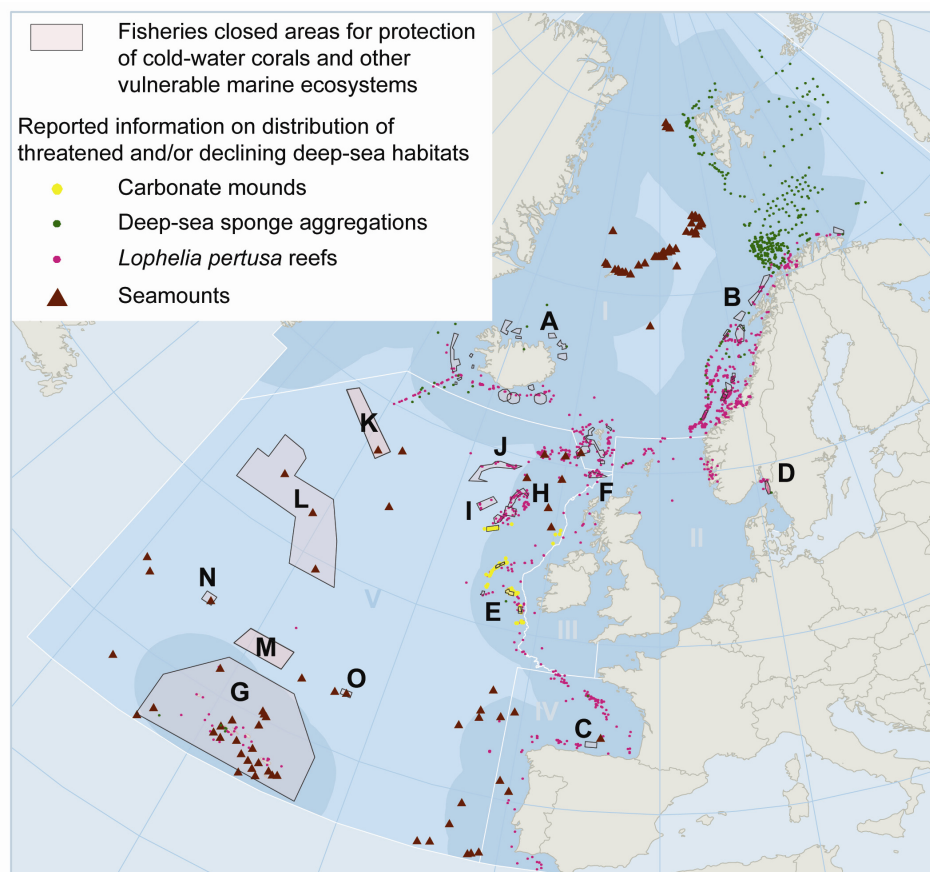 Fisheries closed areas for protection
of cold-water corals and other
vulnerable marine ecosystems
Reported information on distribution of
threatened and/or declining deep-sea habitats
Carbonate mounds
Deep-sea sponge aggregations
Lophelia pertusa reefs
Seamounts
B
I
A
K
J
D
L
I
H
F
II
N
V
E
III
M
O
G
IV
C